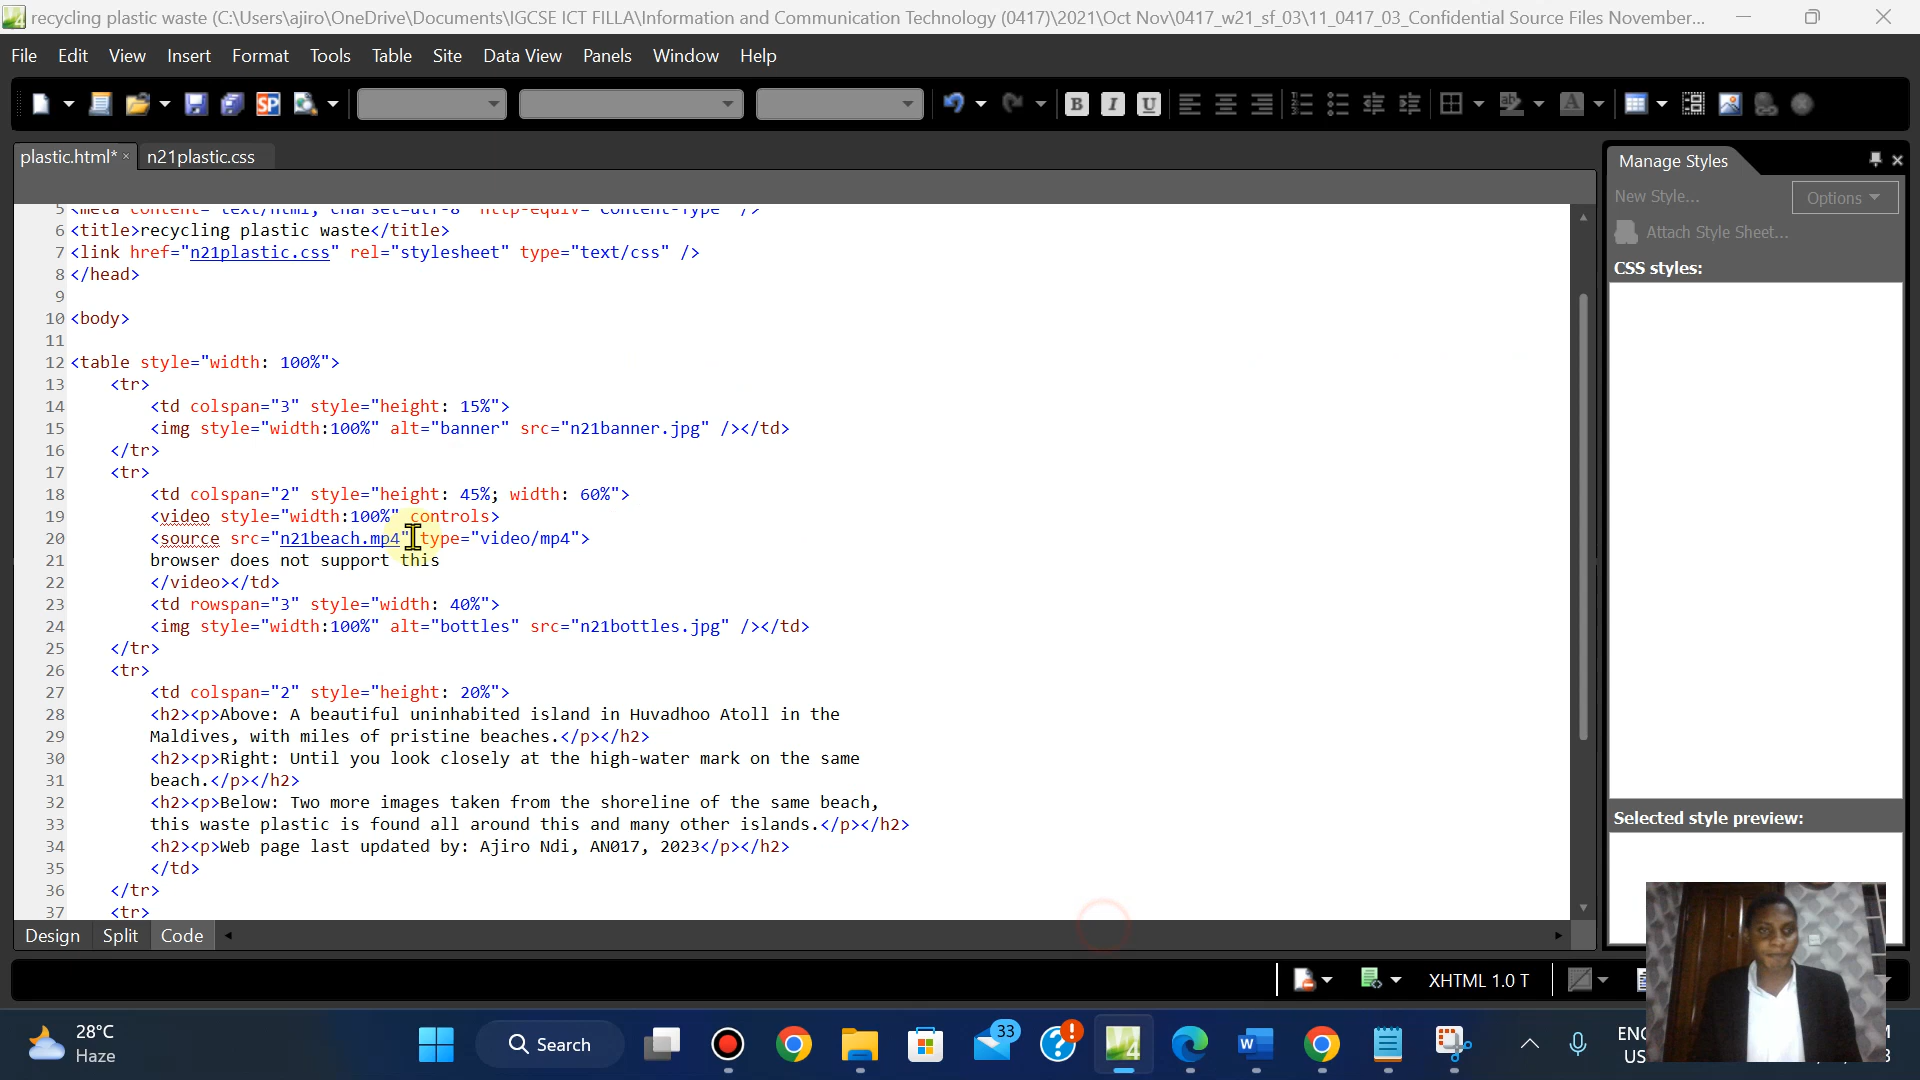 recycling plastic waste (C:\Users\ajiro\OneDrive\Documents\IGCSE ICT FILLA\Information and Communication Technology (0417)\2021\Oct Nov\0417_w21_sf_03\11_0417_03_Confidential Source Files November...
File Edit View Insert Format Tools Table Site Data View Panels Window Help
plastic.html* × n21plastic.css
5 <meta content="text/html; charset=utf-8" http-equiv="Content-Type" />
6 <title>recycling plastic waste</title>
7 <link href="n21plastic.css" rel="stylesheet" type="text/css" />
8 </head>
9
10 <body>
11
12 <table style="width: 100%">
13 <tr>
14 <td colspan="3" style="height: 15%">
15 <img style="width:100%" alt="banner" src="n21banner.jpg" /></td>
16 </tr>
17 <tr>
18 <td colspan="2" style="height: 45%; width: 60%">
19 <video style="width:100%" controls>
20 <source src="n21beach.mp4" type="video/mp4">
21 browser does not support this
22 </video></td>
23 <td rowspan="3" style="width: 40%">
24 <img style="width:100%" alt="bottles" src="n21bottles.jpg" /></td>
25 </tr>
26 <tr>
27 <td colspan="2" style="height: 20%">
28 <h2><p>Above: A beautiful uninhabited island in Huvadhoo Atoll in the
29 Maldives, with miles of pristine beaches.</p></h2>
30 <h2><p>Right: Until you look closely at the high-water mark on the same
31 beach.</p></h2>
32 <h2><p>Below: Two more images taken from the shoreline of the same beach,
33 this waste plastic is found all around this and many other islands.</p></h2>
34 <h2><p>Web page last updated by: Ajiro Ndi, AN017, 2023</p></h2>
35 </td>
36 </tr>
37 <tr>
Design Split Code
Manage Styles
New Style...
Options
Attach Style Sheet...
CSS styles:
Selected style preview:
XHTML 1.0 T
28°C
Haze
Search
33
ENG
US